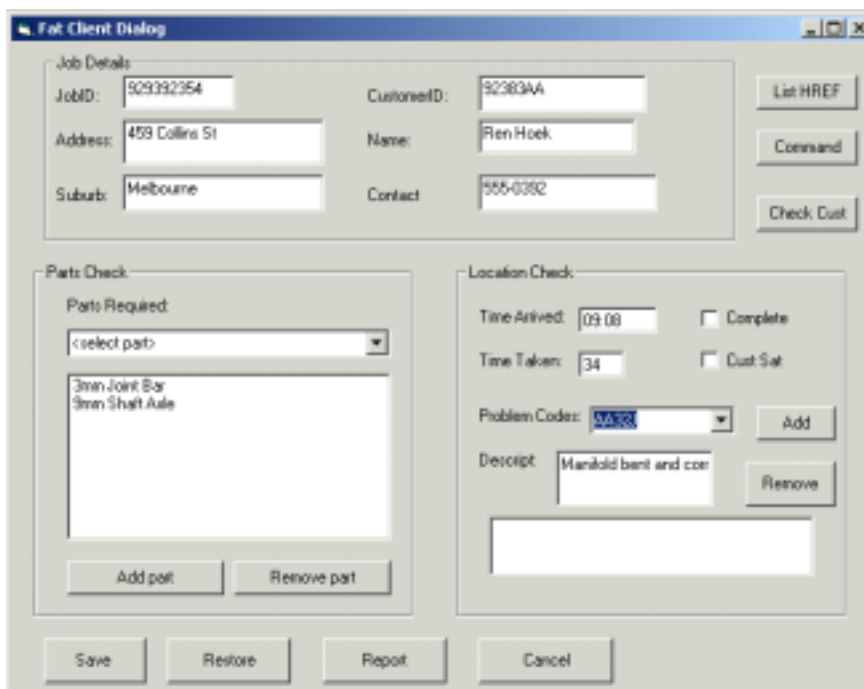 Fat Client Dialog
Job Details
JobID: 929392354 CustomerID: 92383AA List HREF
Address: 459 Collins St Name: Ren Hoek Command
Suburb: Melbourne Contact 555-0392 Check Cust
Parts Check
Parts Required:
<select part>
3mm Joint Bar
9mm Shaft Axle
Add part Remove part
Location Check
Time Arrived: 09:08 Complete
Time Taken: 34 Cust Sat
Problem Codes: Add
Descript: Manifold bent and corr Remove
Save Restore Report Cancel